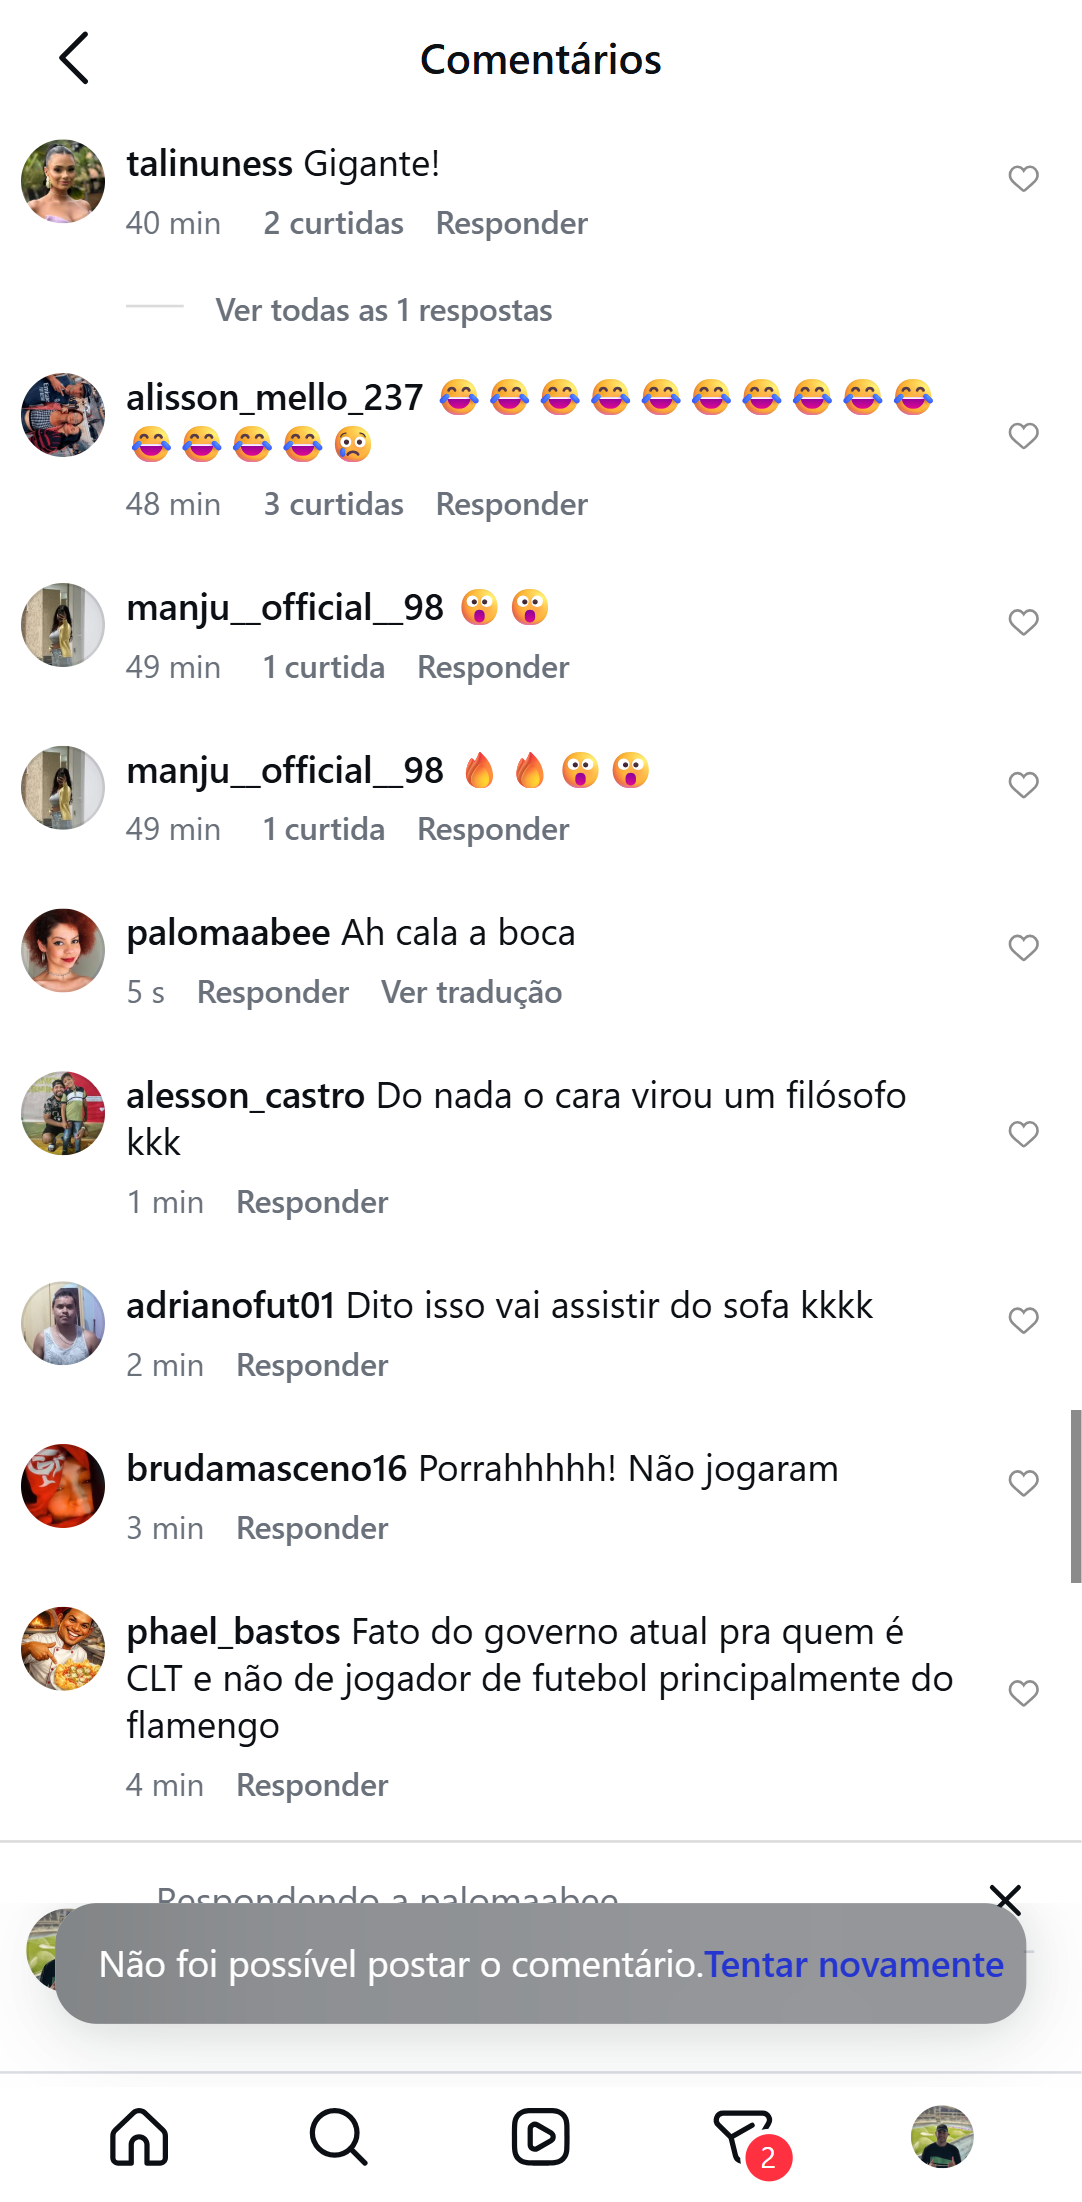 Comentários
talinuness Gigante!
40 min 2 curtidas Responder
Ver todas as 1 respostas
alisson_mello_237 😂😂😂😂😂😂😂😂😂😂
😂😂😂😂😢
48 min 3 curtidas Responder
manju__official__98 😲😲
49 min 1 curtida Responder
manju__official__98 🔥🔥😲😲
49 min 1 curtida Responder
palomaabee Ah cala a boca
5 s Responder Ver tradução
alesson_castro Do nada o cara virou um filósofo
kkk
1 min Responder
adrianofut01 Dito isso vai assistir do sofa kkkk
2 min Responder
brudamasceno16 Porrahhhhh! Não jogaram
3 min Responder
phael_bastos Fato do governo atual pra quem é
CLT e não de jogador de futebol principalmente do
flamengo
4 min Responder
Respondendo a palomaabee
Não foi possível postar o comentário.Tentar novamente
2